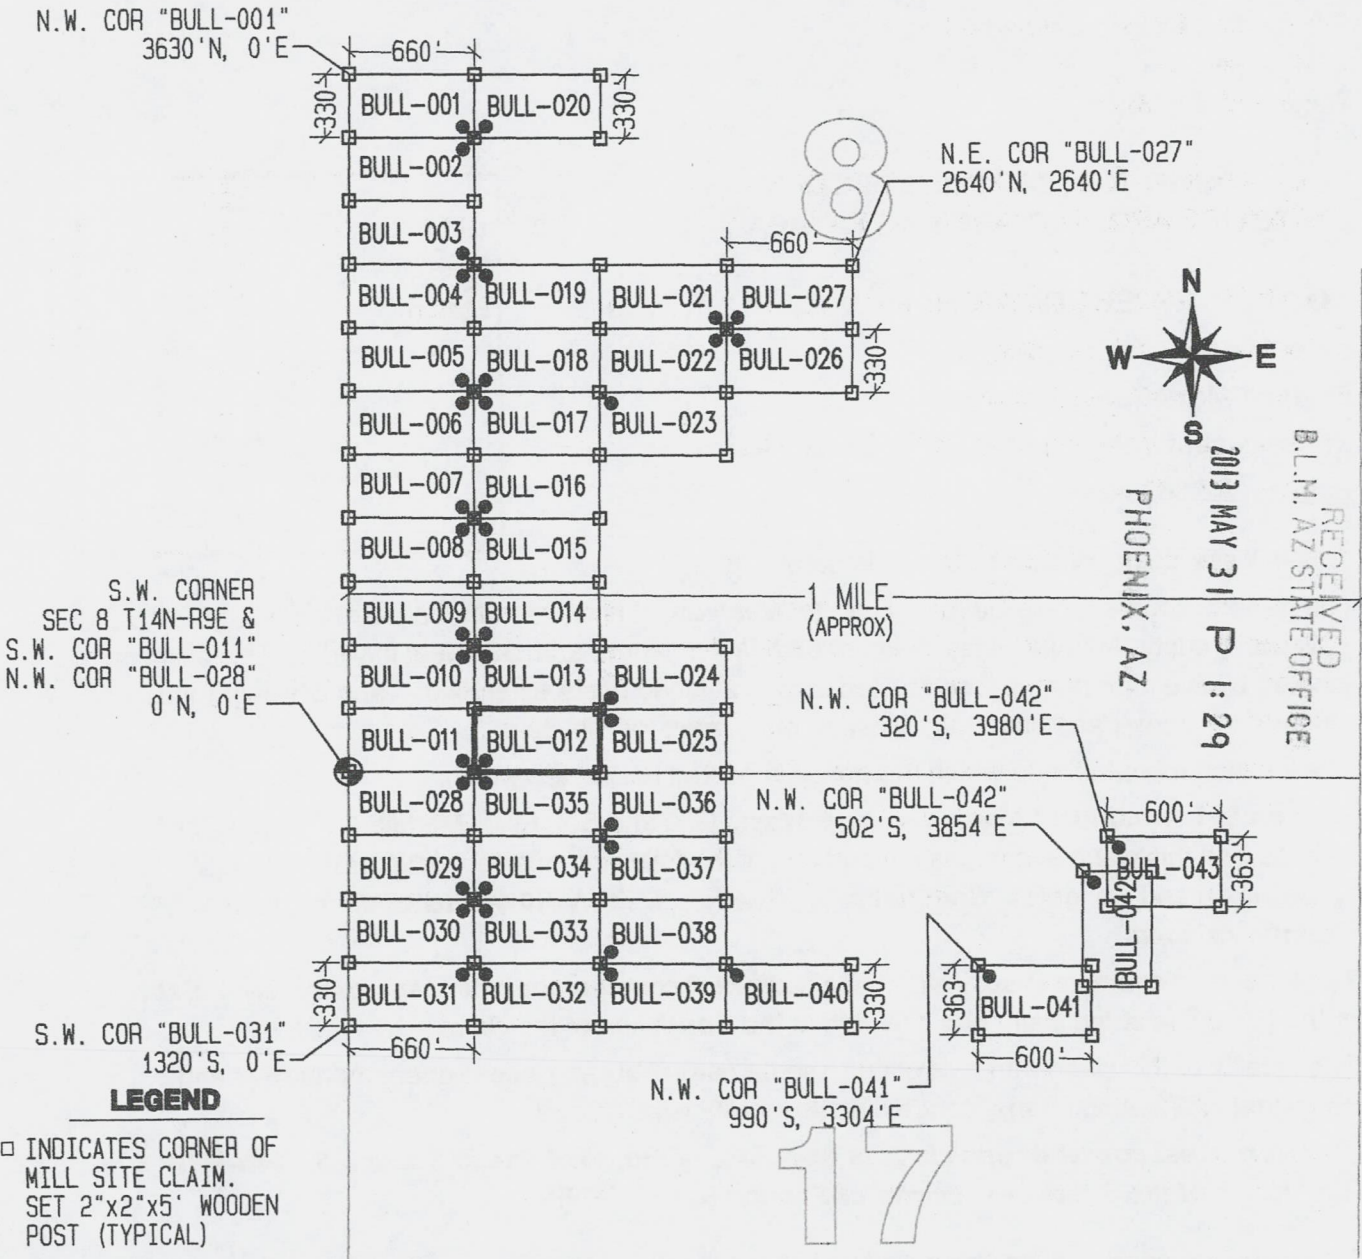 N.W. COR "BULL-001"
3630'N, 0'E
660'
330
BULL-001
BULL-020
330
BULL-002
8
N.E. COR "BULL-027"
2640'N, 2640'E
BULL-003
660'
BULL-004
BULL-019
BULL-021
BULL-027
N
BULL-005
BULL-018
BULL-022
BULL-026
330
W
E
BULL-006
BULL-017
BULL-023
S
BULL-007
BULL-016
BULL-008
BULL-015
RECEIVED
B.L.M. AZ STATE OFFICE
2013 MAY 31 P 1: 29
PHOENIX, AZ
S.W. CORNER
SEC 8 T14N-R9E &
S.W. COR "BULL-011"
N.W. COR "BULL-028"
0'N, 0'E
1 MILE
(APPROX)
BULL-009
BULL-014
BULL-010
BULL-013
BULL-024
BULL-011
BULL-012
BULL-025
N.W. COR "BULL-042"
320'S, 3980'E
BULL-028
BULL-035
BULL-036
N.W. COR "BULL-042"
502'S, 3854'E
600'
BULL-029
BULL-034
BULL-037
BULL-043
363
BULL-042
BULL-030
BULL-033
BULL-038
330
BULL-031
BULL-032
BULL-039
BULL-040
330
363
BULL-041
S.W. COR "BULL-031"
1320'S, 0'E
660'
600'
N.W. COR "BULL-041"
990'S, 3304'E
17
LEGEND
□ INDICATES CORNER OF
MILL SITE CLAIM.
SET 2"x2"x5' WOODEN
POST (TYPICAL)